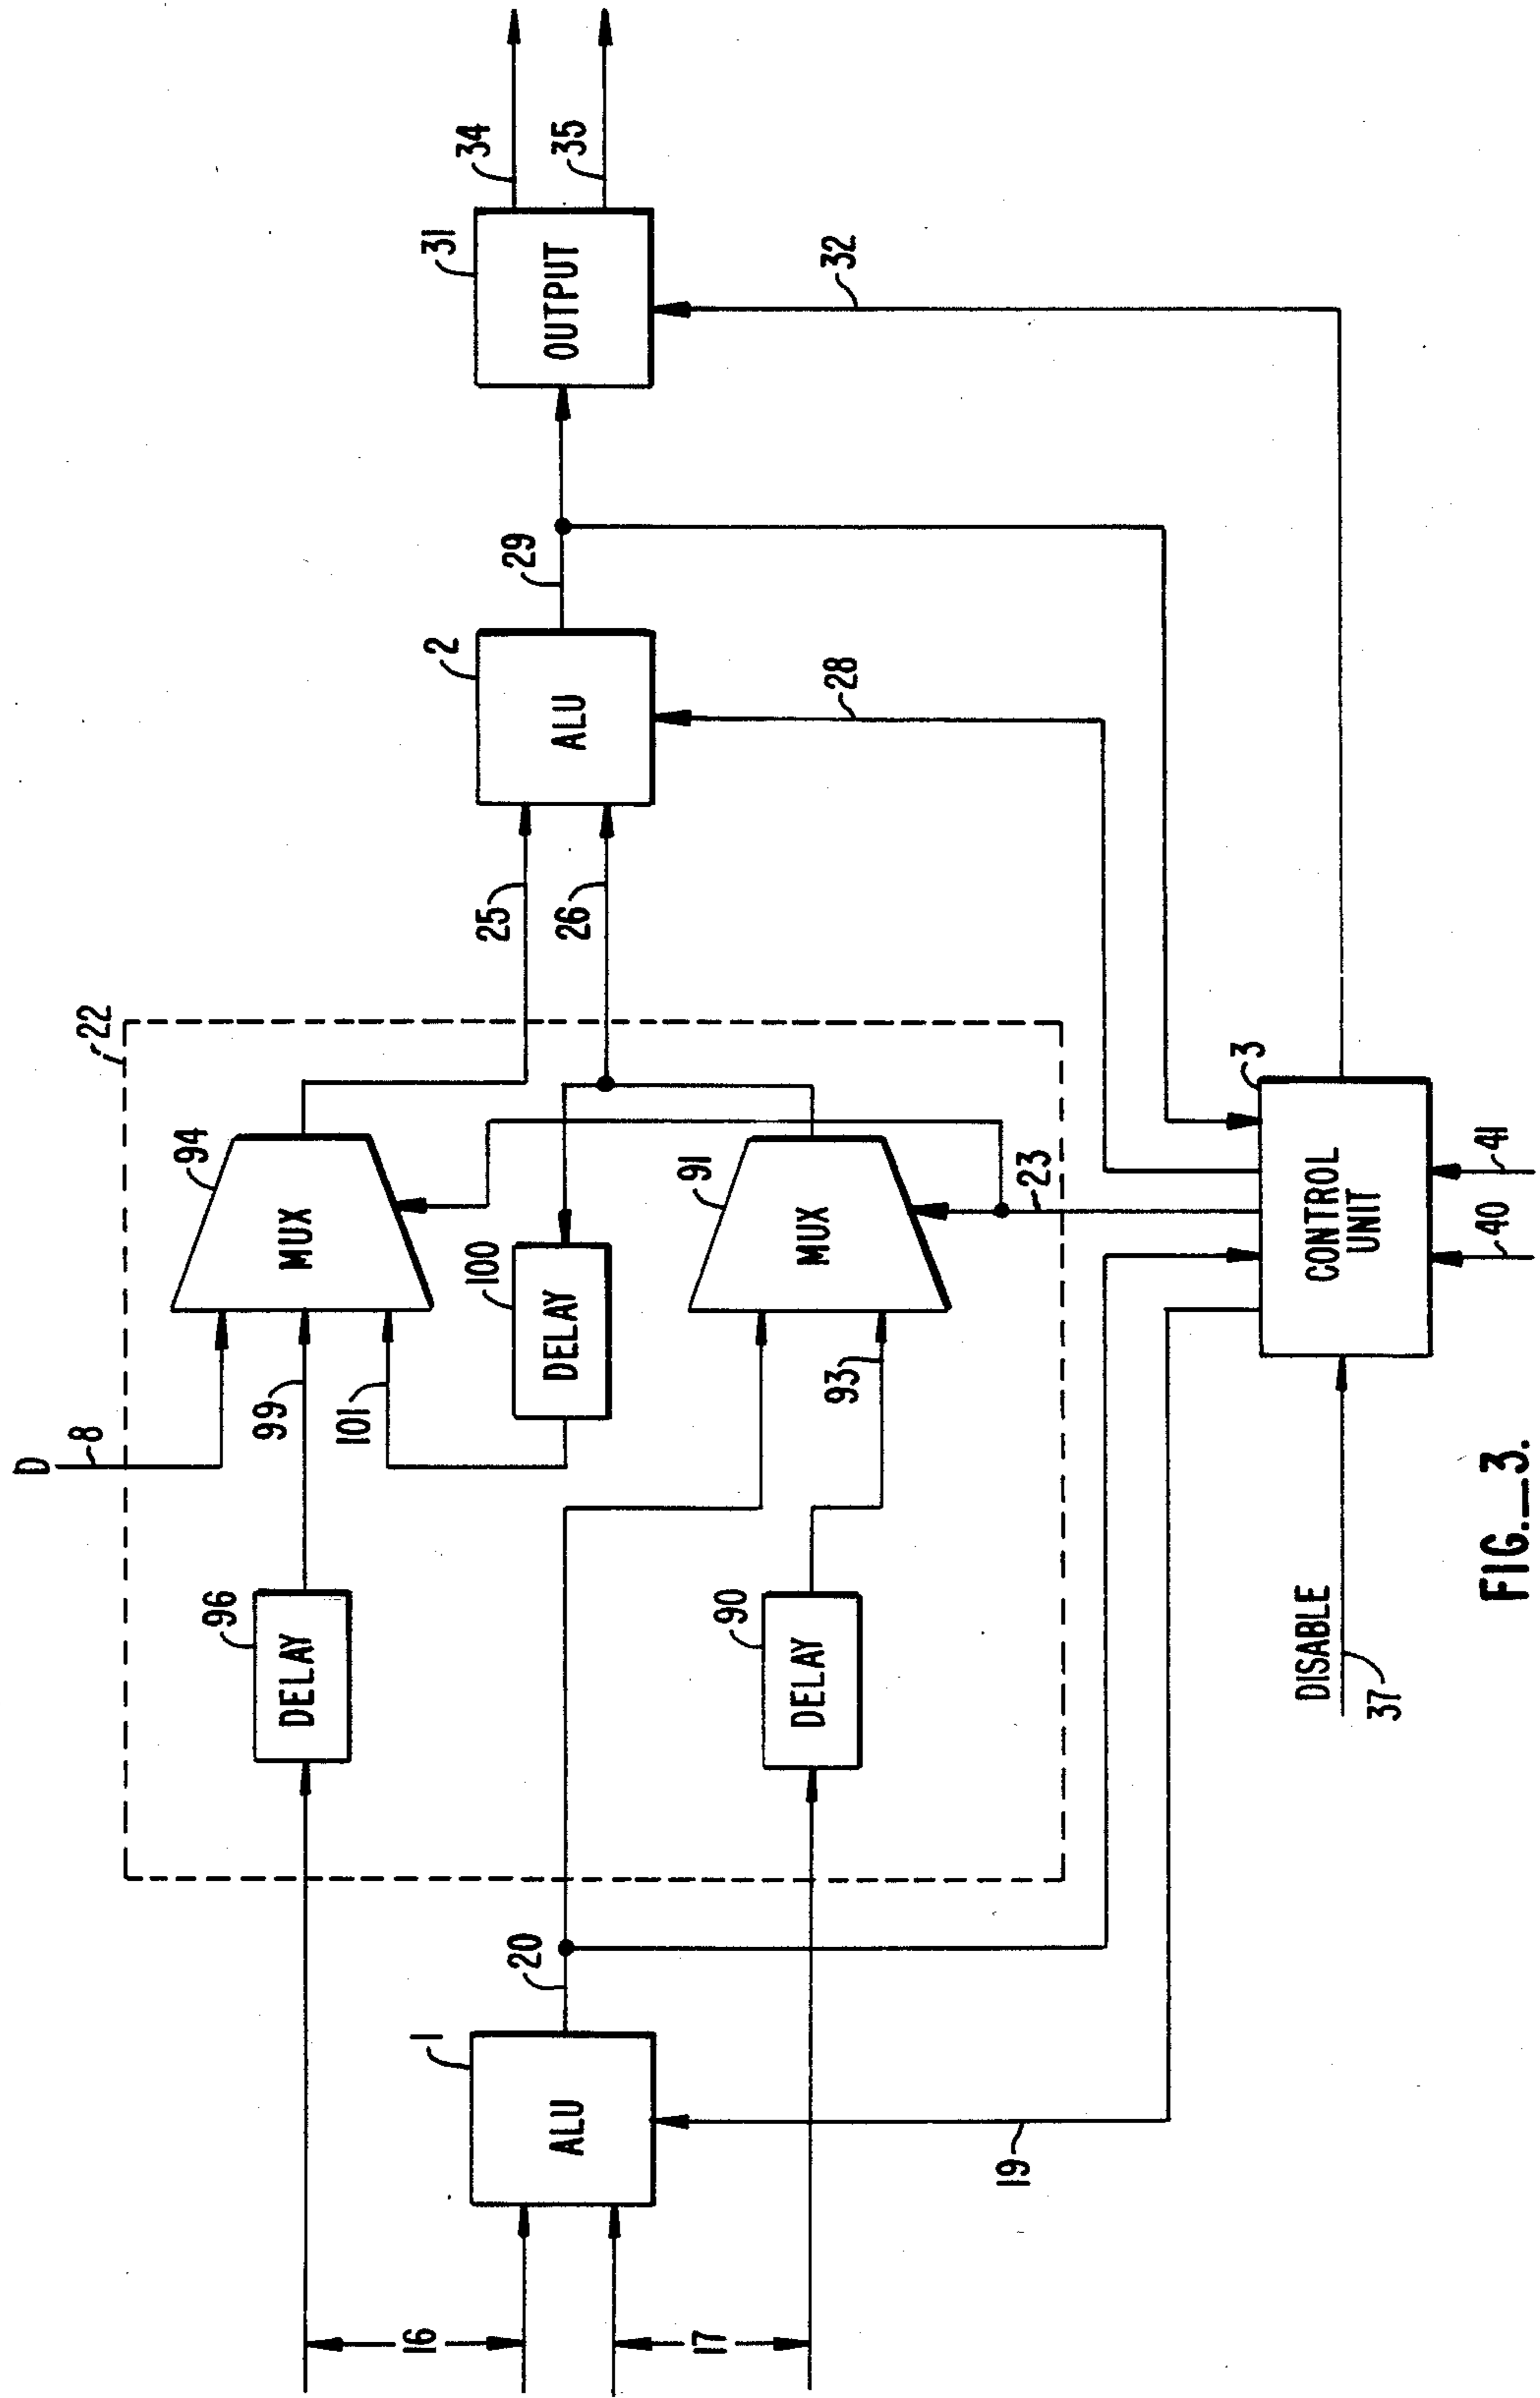 D
8
22
94
MUX
96
DELAY
99
101
100
DELAY
25
26
2
ALU
29
31
OUTPUT
34
35
16
17
1
ALU
20
90
DELAY
93
91
MUX
23
28
32
19
3
CONTROL
UNIT
DISABLE
37
40
41
FIG._3.